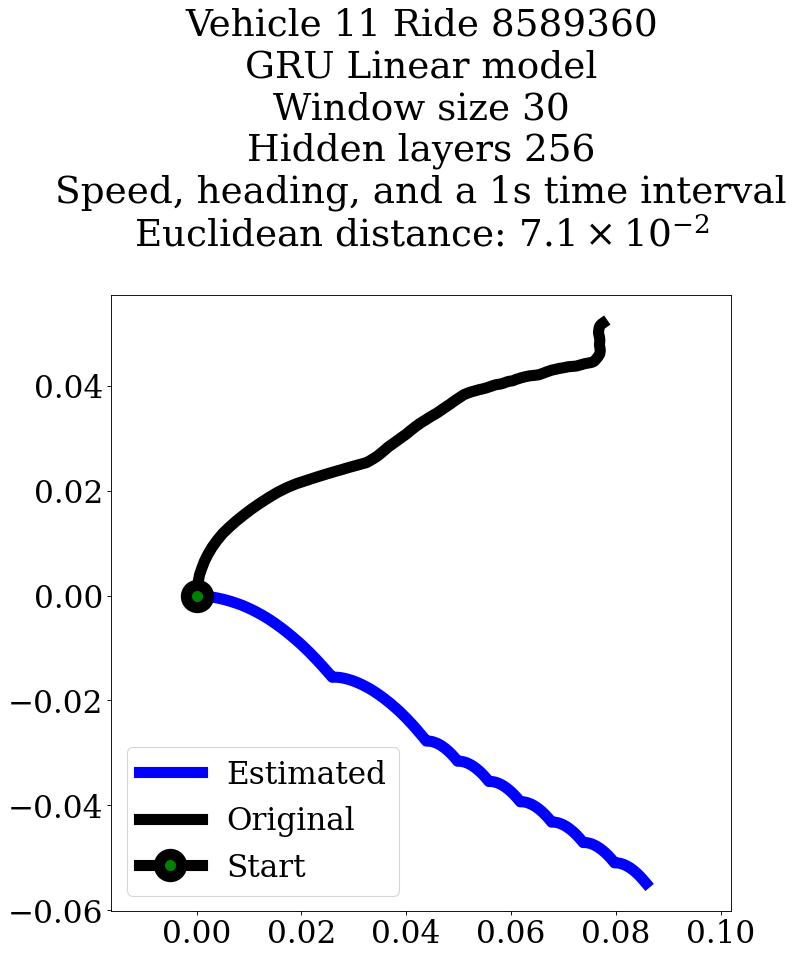 Vehicle 11 Ride 8589360
GRU Linear model
Window size 30
Hidden layers 256
Speed, heading, and a 1s time interval
Euclidean distance: 7.1 × 10⁻²
0.04
0.02
0.00
−0.02
−0.04
−0.06
Estimated
Original
Start
0.00 0.02 0.04 0.06 0.08 0.10